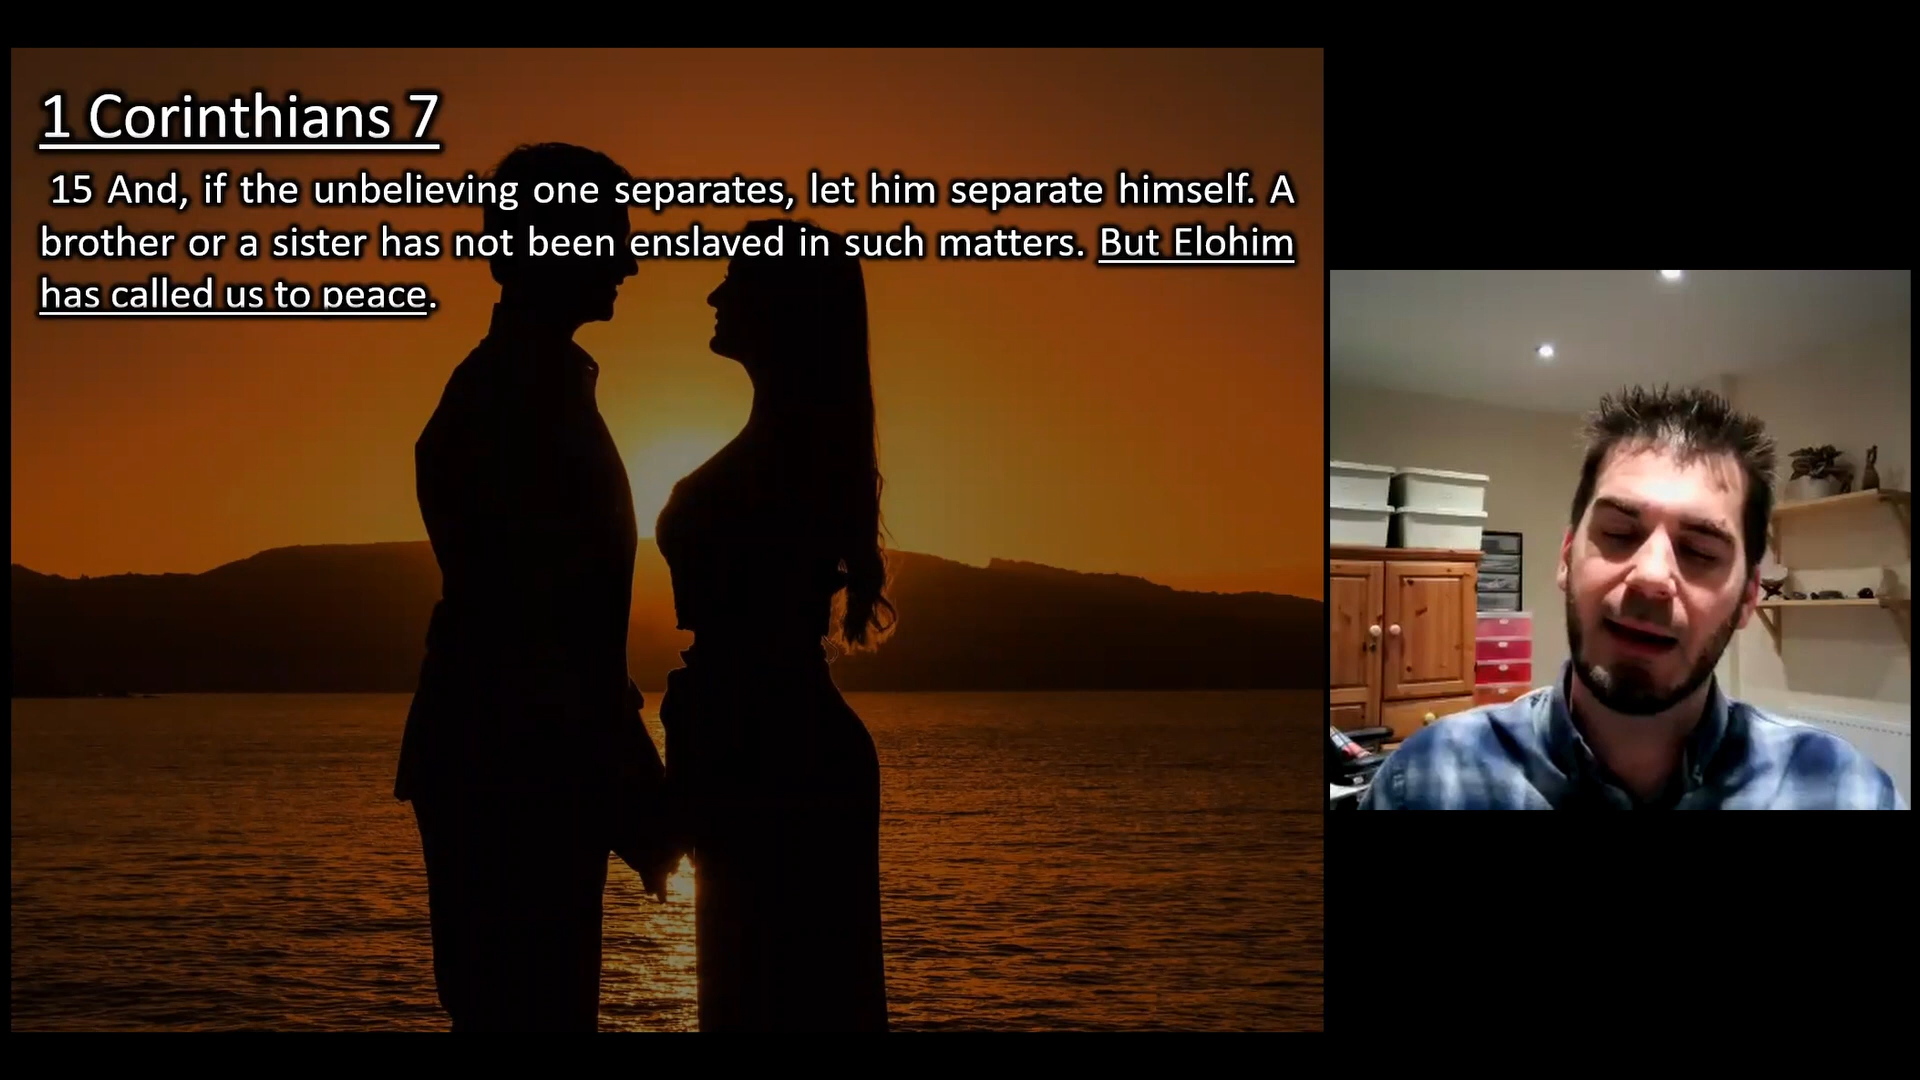 1 Corinthians 7
15 And, if the unbelieving one separates, let him separate himself. A
brother or a sister has not been enslaved in such matters. But Elohim
has called us to peace.